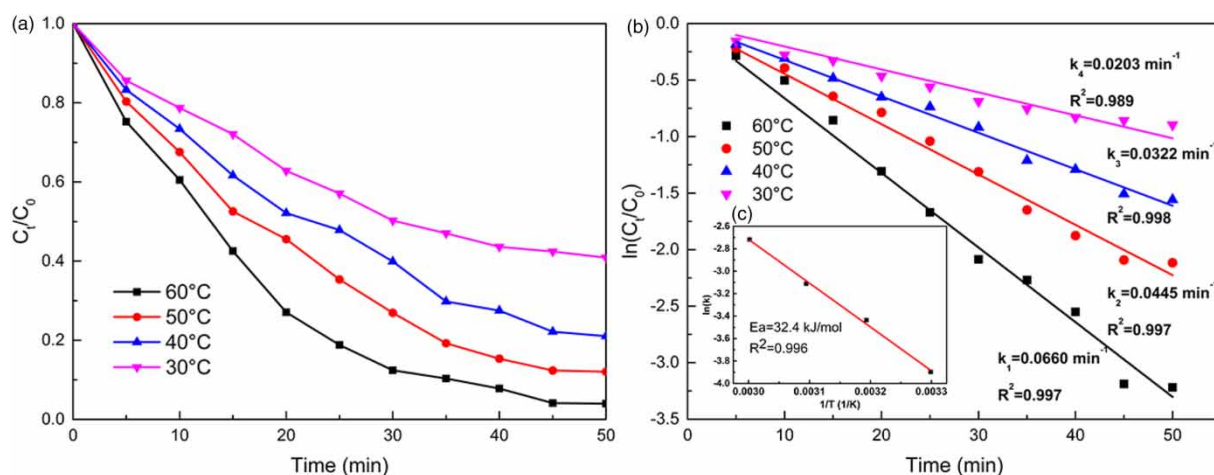 (a)
1.0
0.8
0.6
0.4
0.2
0.0
Cₜ/C₀
60°C
50°C
40°C
30°C
0 10 20 30 40 50
Time (min)
(b)
0.0
-0.5
-1.0
-1.5
-2.0
-2.5
-3.0
-3.5
ln(Cₜ/C₀)
k₄=0.0203 min⁻¹
R²=0.989
60°C
50°C
40°C
30°C
k₃=0.0322 min⁻¹
R²=0.998
k₂=0.0445 min⁻¹
R²=0.997
k₁=0.0660 min⁻¹
R²=0.997
(c)
-2.6
-2.8
-3.0
-3.2
-3.4
-3.6
-3.8
-4.0
ln(k)
Ea=32.4 kJ/mol
R²=0.996
0.0030 0.0031 0.0032 0.0033
1/T (1/K)
0 10 20 30 40 50
Time (min)